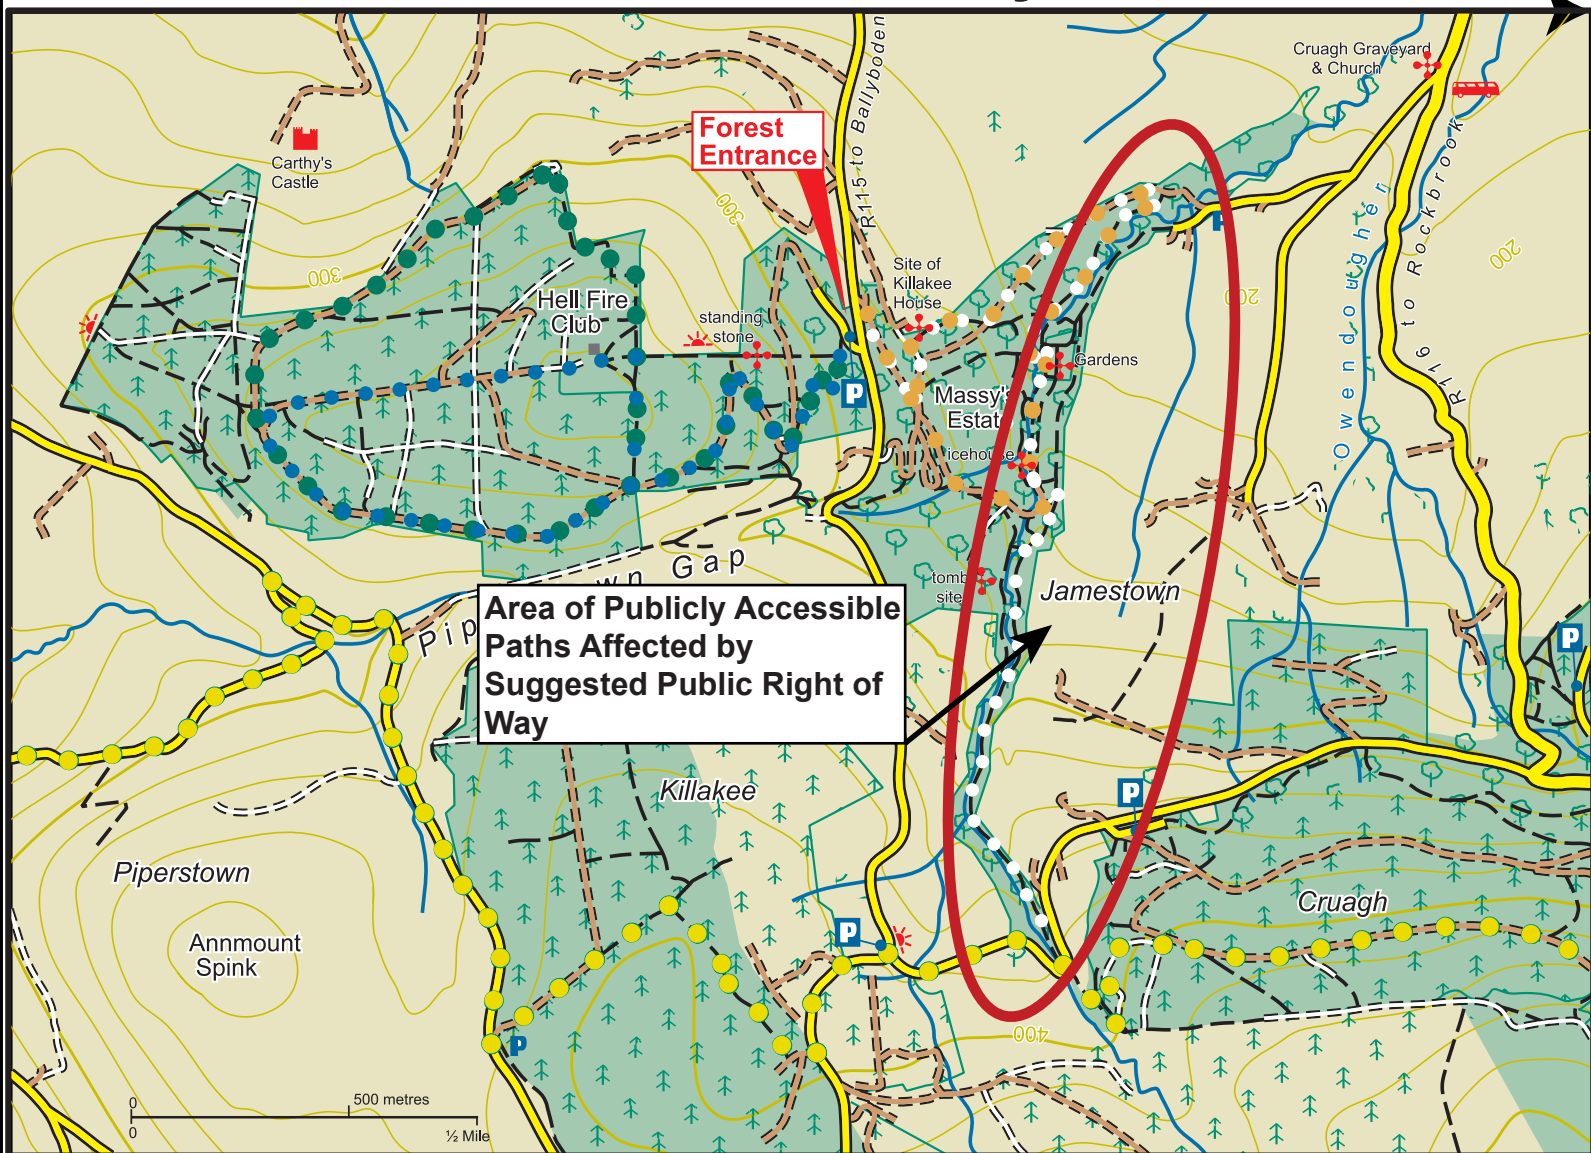 Cruagh Graveyard
& Church
Carthy's
Castle
Forest
Entrance
R115 to Ballyboden
R116 to Rockbrook
Owendougher
300
300
200
200
Site of
Killakee
House
Hell Fire
Club
standing
stone
P
P
Gardens
Massy's
Estate
icehouse
tomb
site
Jamestown
Gap
Area of Publicly Accessible
Paths Affected by
Suggested Public Right of
Way
P
Killakee
P
Piperstown
Cruagh
Annmount
Spink
P
400
P
0
500 metres
0
½ Mile